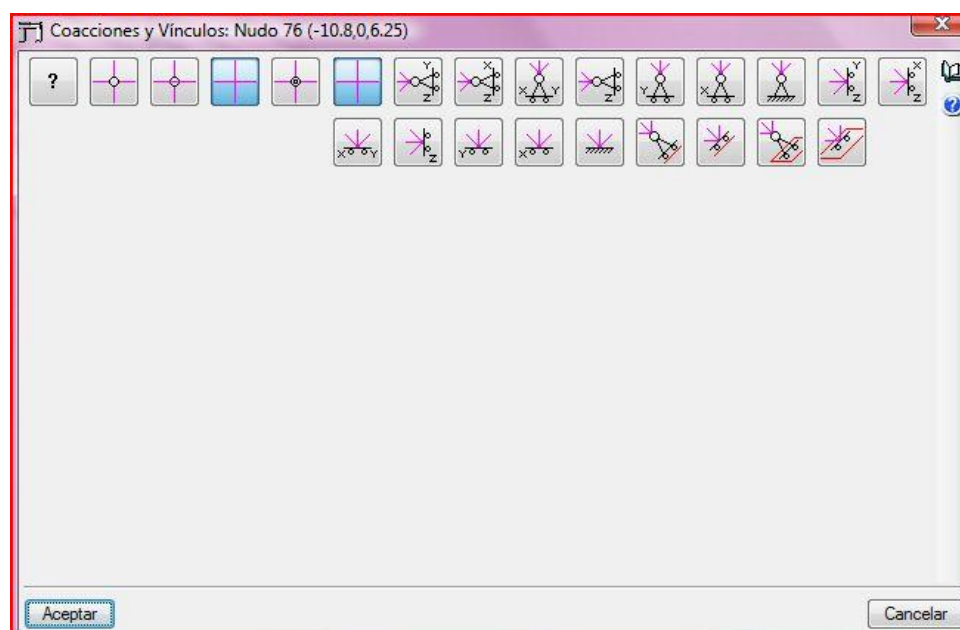 Coacciones y Vínculos: Nudo 76 (-10.8,0,6.25)
? Y Z X Z X Y Z Y X Y Z X Z
X Y Z Y X
Aceptar Cancelar